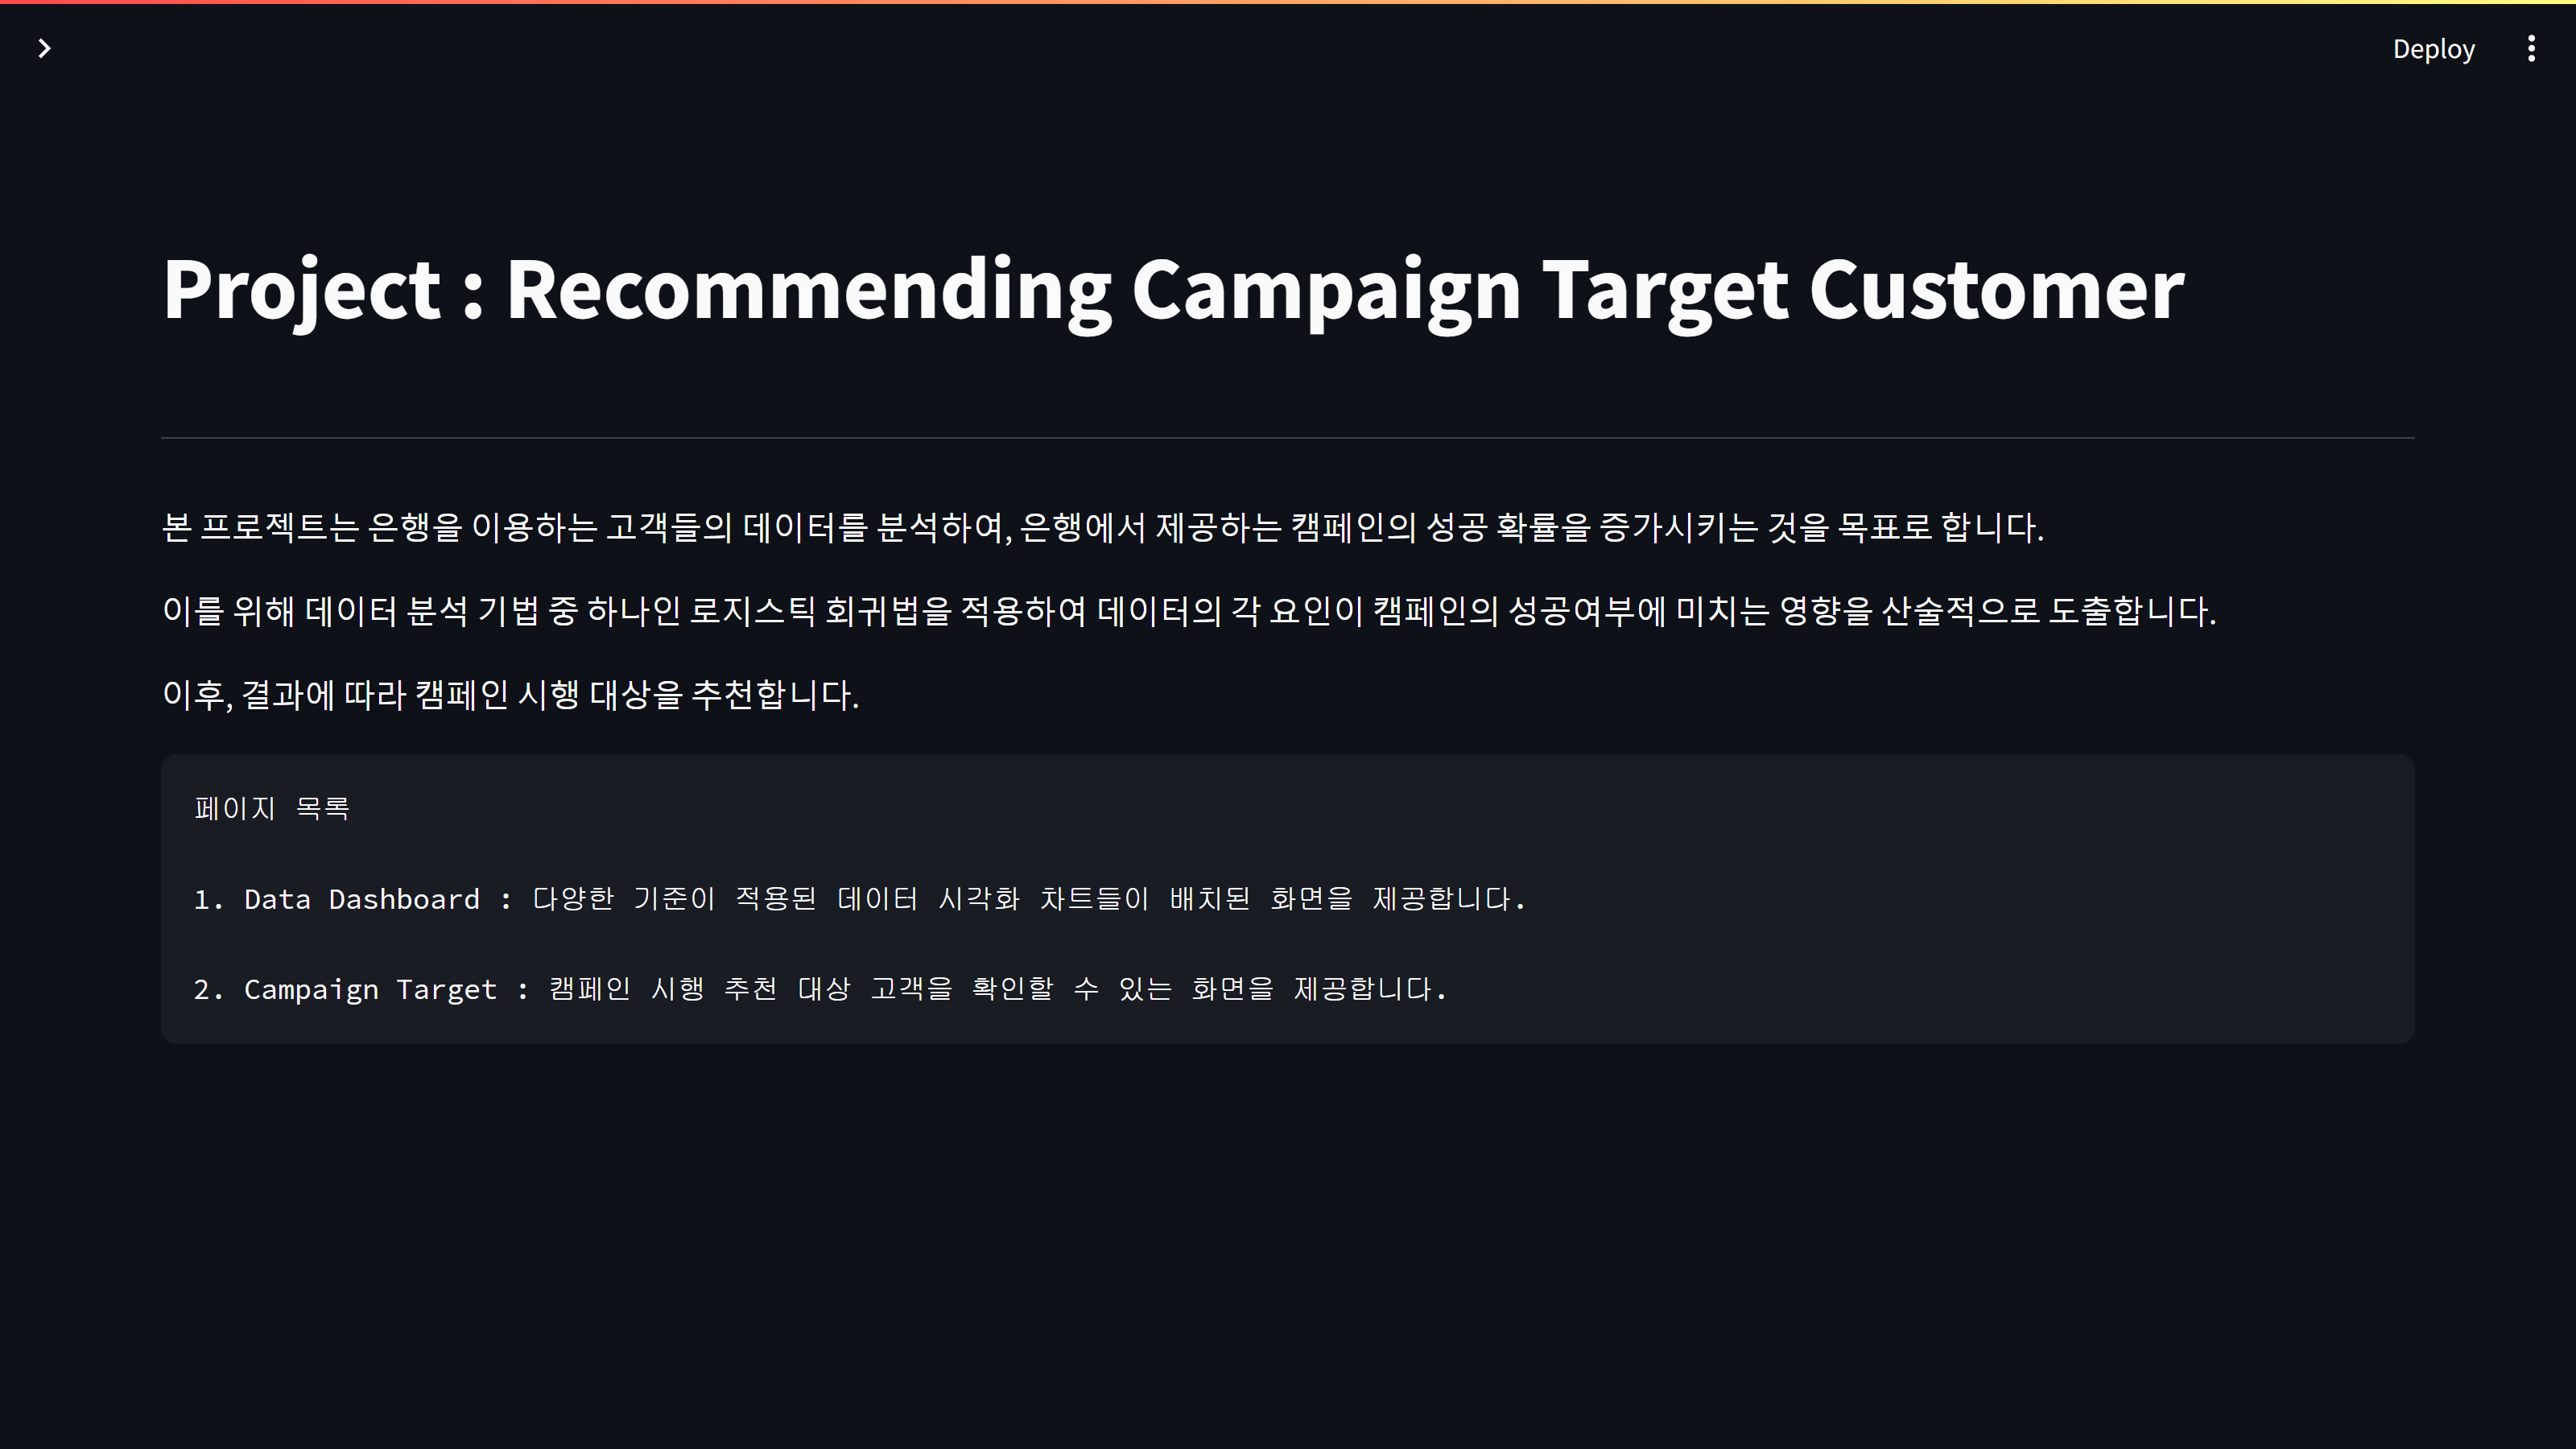 Deploy
Project : Recommending Campaign Target Customer
본 프로젝트는 은행을 이용하는 고객들의 데이터를 분석하여, 은행에서 제공하는 캠페인의 성공 확률을 증가시키는 것을 목표로 합니다.
이를 위해 데이터 분석 기법 중 하나인 로지스틱 회귀법을 적용하여 데이터의 각 요인이 캠페인의 성공여부에 미치는 영향을 산술적으로 도출합니다.
이후, 결과에 따라 캠페인 시행 대상을 추천합니다.
페이지 목록
1. Data Dashboard : 다양한 기준이 적용된 데이터 시각화 차트들이 배치된 화면을 제공합니다.
2. Campaign Target : 캠페인 시행 추천 대상 고객을 확인할 수 있는 화면을 제공합니다.